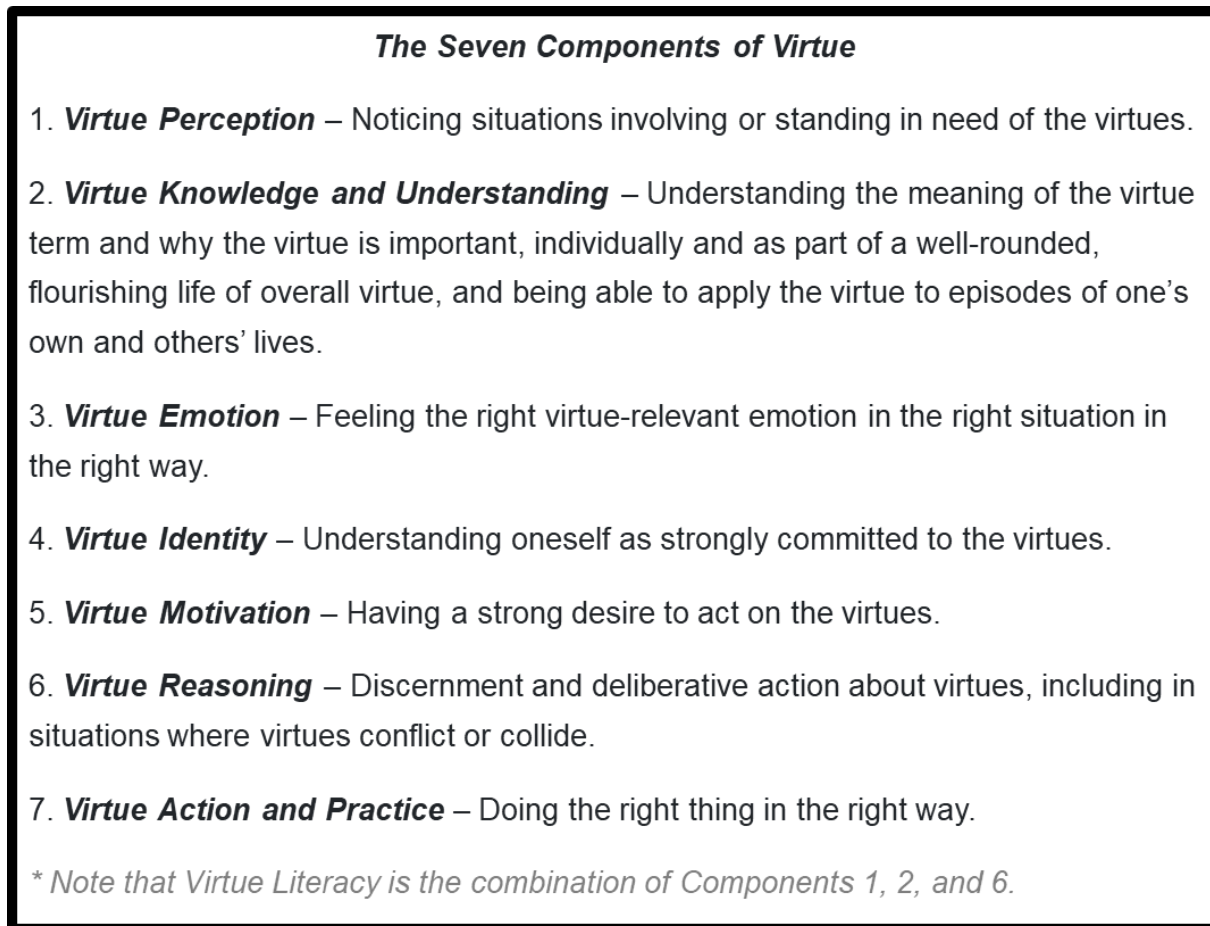 The Seven Components of Virtue
1. Virtue Perception – Noticing situations involving or standing in need of the virtues.
2. Virtue Knowledge and Understanding – Understanding the meaning of the virtue
term and why the virtue is important, individually and as part of a well-rounded,
flourishing life of overall virtue, and being able to apply the virtue to episodes of one’s
own and others’ lives.
3. Virtue Emotion – Feeling the right virtue-relevant emotion in the right situation in
the right way.
4. Virtue Identity – Understanding oneself as strongly committed to the virtues.
5. Virtue Motivation – Having a strong desire to act on the virtues.
6. Virtue Reasoning – Discernment and deliberative action about virtues, including in
situations where virtues conflict or collide.
7. Virtue Action and Practice – Doing the right thing in the right way.
* Note that Virtue Literacy is the combination of Components 1, 2, and 6.